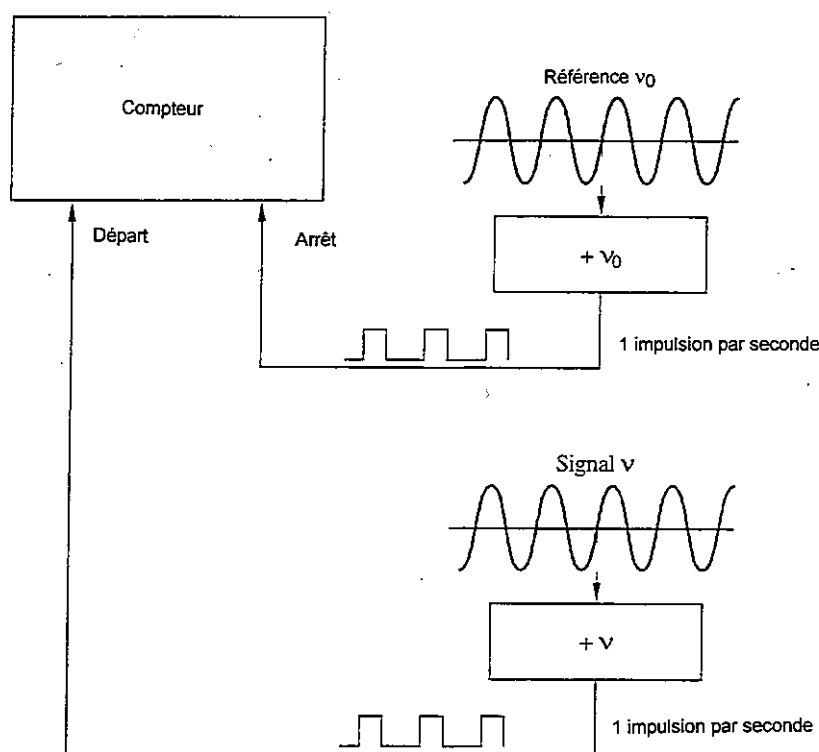 Référence ν₀
Compteur
Départ
Arrêt
+ ν₀
1 impulsion par seconde
Signal ν
+ ν
1 impulsion par seconde